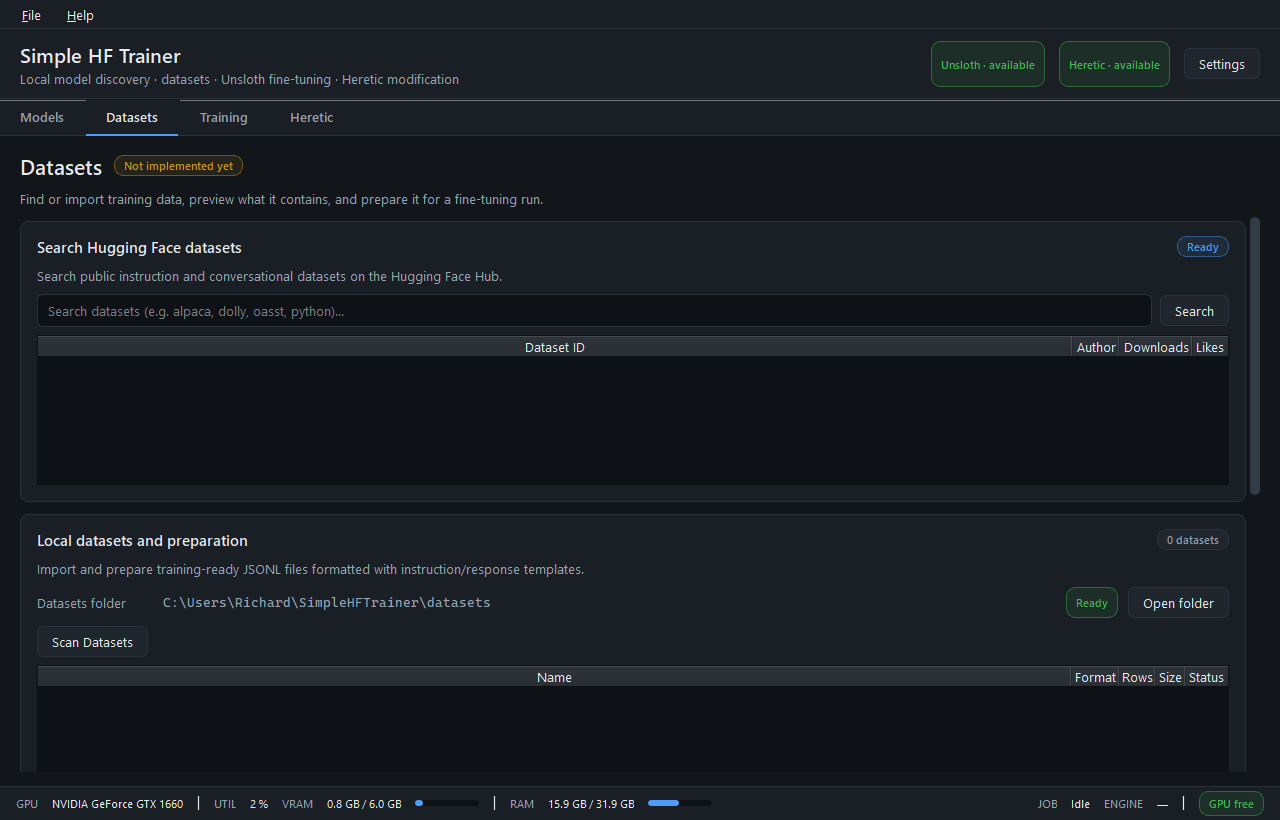 File Help
Simple HF Trainer
Local model discovery · datasets · Unsloth fine-tuning · Heretic modification
Unsloth · available
Heretic · available
Settings
Models Datasets Training Heretic
Datasets Not implemented yet
Find or import training data, preview what it contains, and prepare it for a fine-tuning run.
Search Hugging Face datasets Ready
Search public instruction and conversational datasets on the Hugging Face Hub.
Search datasets (e.g. alpaca, dolly, oasst, python)... Search
Dataset ID Author Downloads Likes
Local datasets and preparation 0 datasets
Import and prepare training-ready JSONL files formatted with instruction/response templates.
Datasets folder C:\Users\Richard\SimpleHFTrainer\datasets Ready Open folder
Scan Datasets
Name Format Rows Size Status
GPU NVIDIA GeForce GTX 1660 | UTIL 2 % VRAM 0.8 GB / 6.0 GB | RAM 15.9 GB / 31.9 GB JOB Idle ENGINE — | GPU free